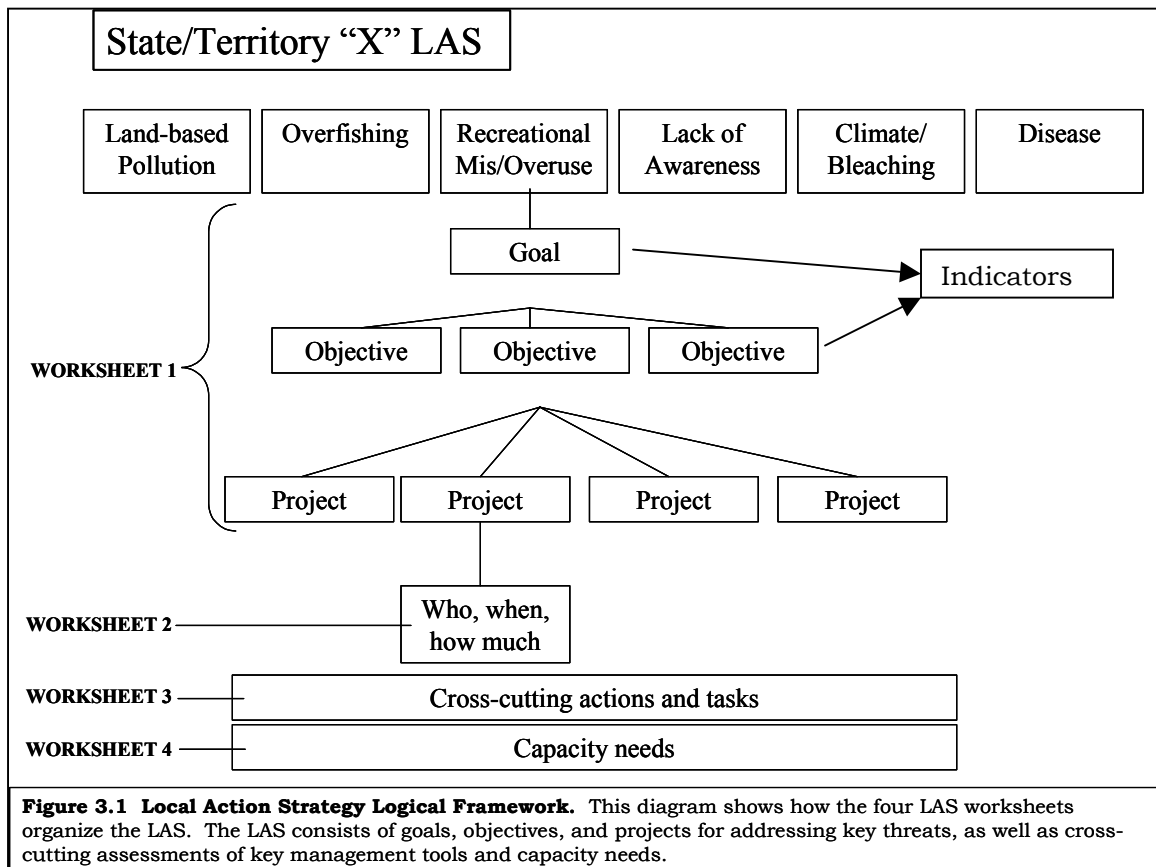 State/Territory “X” LAS
Land-based
Pollution
Overfishing
Recreational
Mis/Overuse
Lack of
Awareness
Climate/
Bleaching
Disease
Goal
Indicators
Objective
Objective
Objective
WORKSHEET 1
Project
Project
Project
Project
WORKSHEET 2
Who, when,
how much
WORKSHEET 3
Cross-cutting actions and tasks
WORKSHEET 4
Capacity needs
Figure 3.1 Local Action Strategy Logical Framework. This diagram shows how the four LAS worksheets
organize the LAS. The LAS consists of goals, objectives, and projects for addressing key threats, as well as cross-
cutting assessments of key management tools and capacity needs.